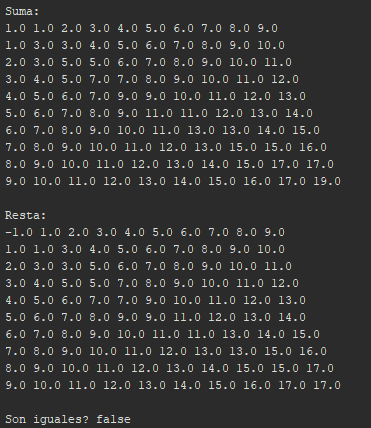 Suma:
1.0 1.0 2.0 3.0 4.0 5.0 6.0 7.0 8.0 9.0
1.0 3.0 3.0 4.0 5.0 6.0 7.0 8.0 9.0 10.0
2.0 3.0 5.0 5.0 6.0 7.0 8.0 9.0 10.0 11.0
3.0 4.0 5.0 7.0 7.0 8.0 9.0 10.0 11.0 12.0
4.0 5.0 6.0 7.0 9.0 9.0 10.0 11.0 12.0 13.0
5.0 6.0 7.0 8.0 9.0 11.0 11.0 12.0 13.0 14.0
6.0 7.0 8.0 9.0 10.0 11.0 13.0 13.0 14.0 15.0
7.0 8.0 9.0 10.0 11.0 12.0 13.0 15.0 15.0 16.0
8.0 9.0 10.0 11.0 12.0 13.0 14.0 15.0 17.0 17.0
9.0 10.0 11.0 12.0 13.0 14.0 15.0 16.0 17.0 19.0
Resta:
-1.0 1.0 2.0 3.0 4.0 5.0 6.0 7.0 8.0 9.0
1.0 1.0 3.0 4.0 5.0 6.0 7.0 8.0 9.0 10.0
2.0 3.0 3.0 5.0 6.0 7.0 8.0 9.0 10.0 11.0
3.0 4.0 5.0 5.0 7.0 8.0 9.0 10.0 11.0 12.0
4.0 5.0 6.0 7.0 7.0 9.0 10.0 11.0 12.0 13.0
5.0 6.0 7.0 8.0 9.0 9.0 11.0 12.0 13.0 14.0
6.0 7.0 8.0 9.0 10.0 11.0 11.0 13.0 14.0 15.0
7.0 8.0 9.0 10.0 11.0 12.0 13.0 13.0 15.0 16.0
8.0 9.0 10.0 11.0 12.0 13.0 14.0 15.0 15.0 17.0
9.0 10.0 11.0 12.0 13.0 14.0 15.0 16.0 17.0 17.0
Son iguales? false